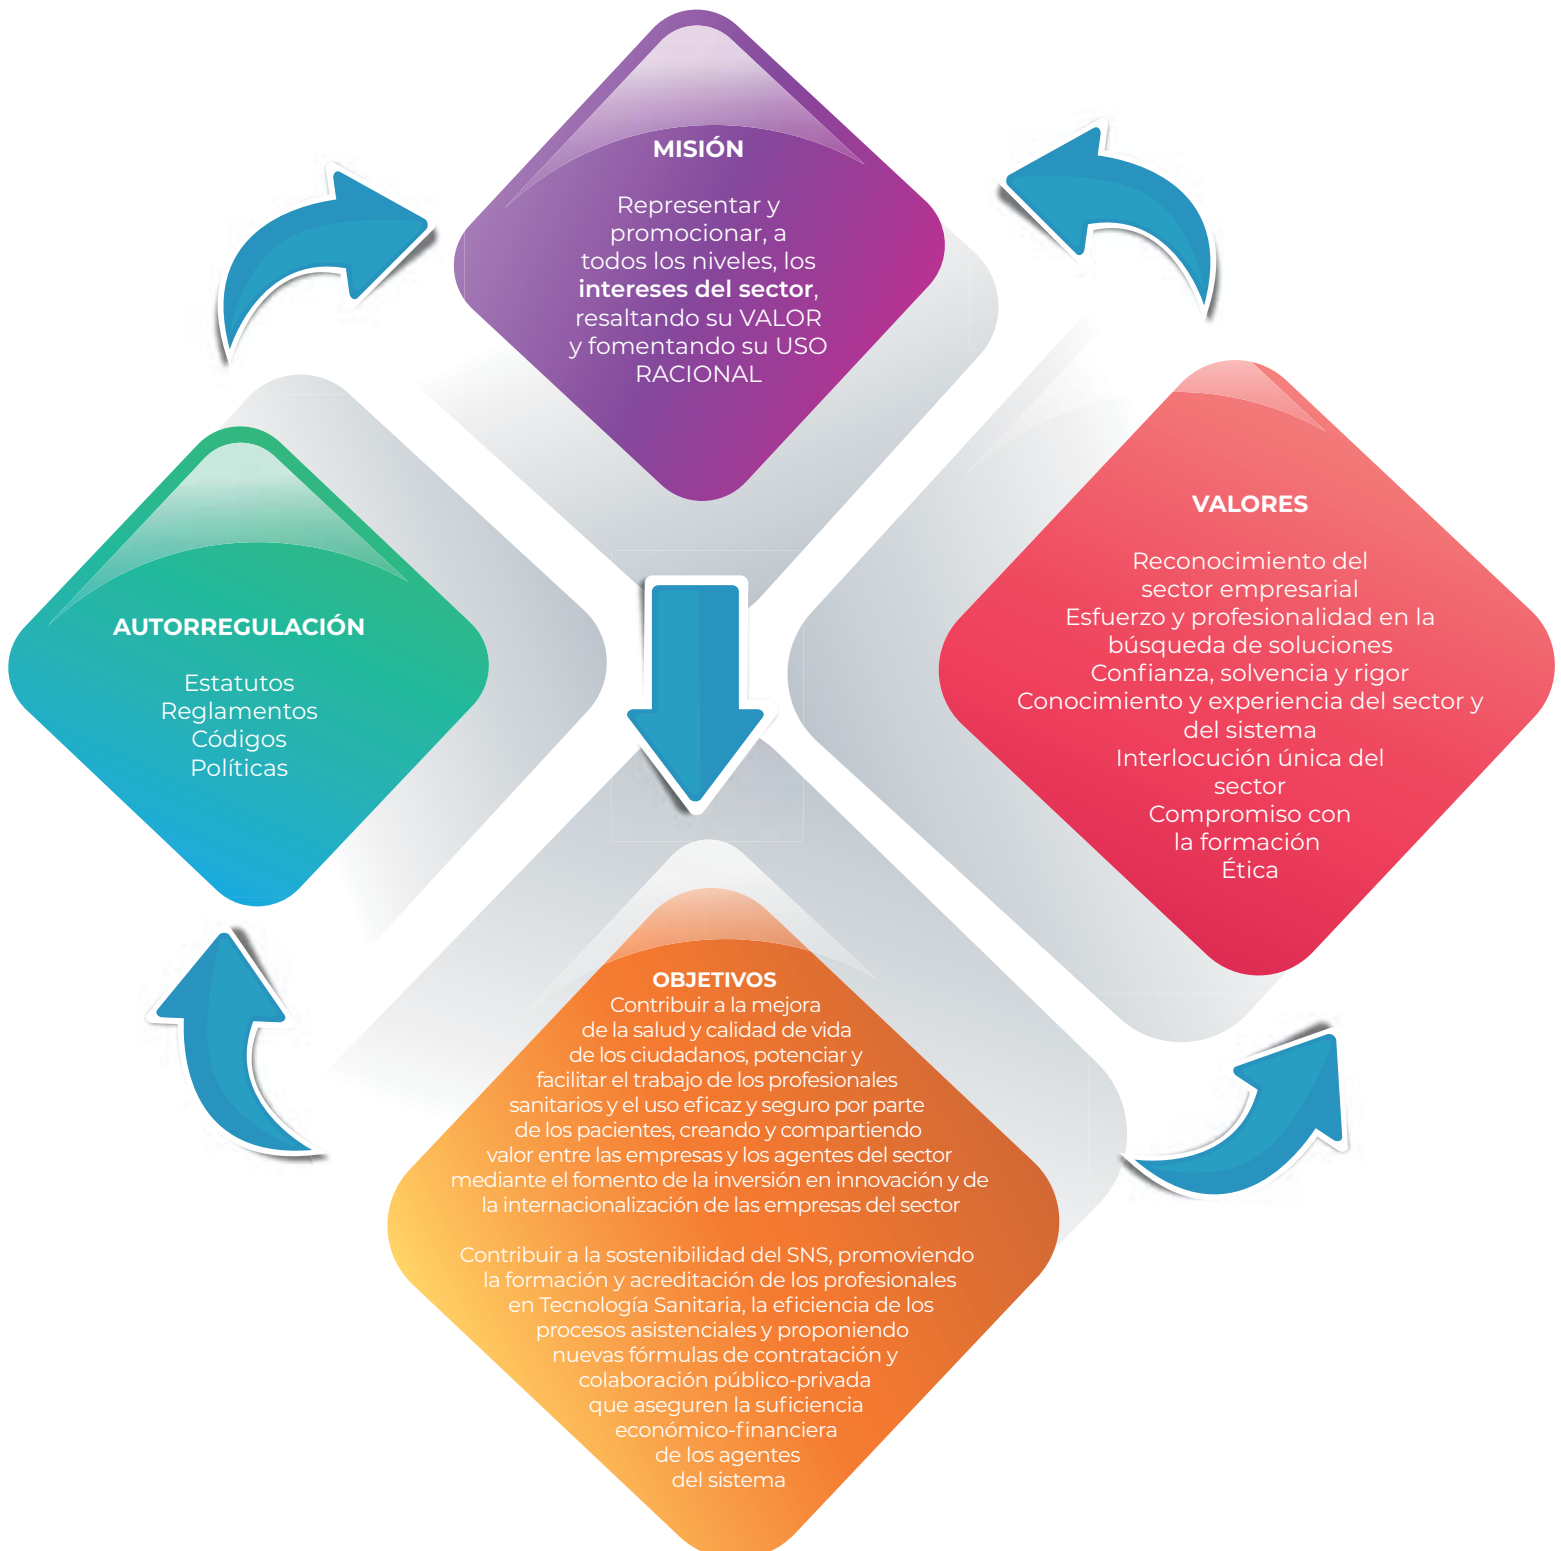 MISIÓN
Representar y
promocionar, a
todos los niveles, los
intereses del sector,
resaltando su VALOR
y fomentando su USO
RACIONAL
AUTORREGULACIÓN
Estatutos
Reglamentos
Códigos
Políticas
VALORES
Reconocimiento del
sector empresarial
Esfuerzo y profesionalidad en la
búsqueda de soluciones
Confianza, solvencia y rigor
Conocimiento y experiencia del sector y
del sistema
Interlocución única del
sector
Compromiso con
la formación
Ética
OBJETIVOS
Contribuir a la mejora
de la salud y calidad de vida
de los ciudadanos, potenciar y
facilitar el trabajo de los profesionales
sanitarios y el uso eficaz y seguro por parte
de los pacientes, creando y compartiendo
valor entre las empresas y los agentes del sector
mediante el fomento de la inversión en innovación y de
la internacionalización de las empresas del sector
Contribuir a la sostenibilidad del SNS, promoviendo
la formación y acreditación de los profesionales
en Tecnología Sanitaria, la eficiencia de los
procesos asistenciales y proponiendo
nuevas fórmulas de contratación y
colaboración público-privada
que aseguren la suficiencia
económico-financiera
de los agentes
del sistema